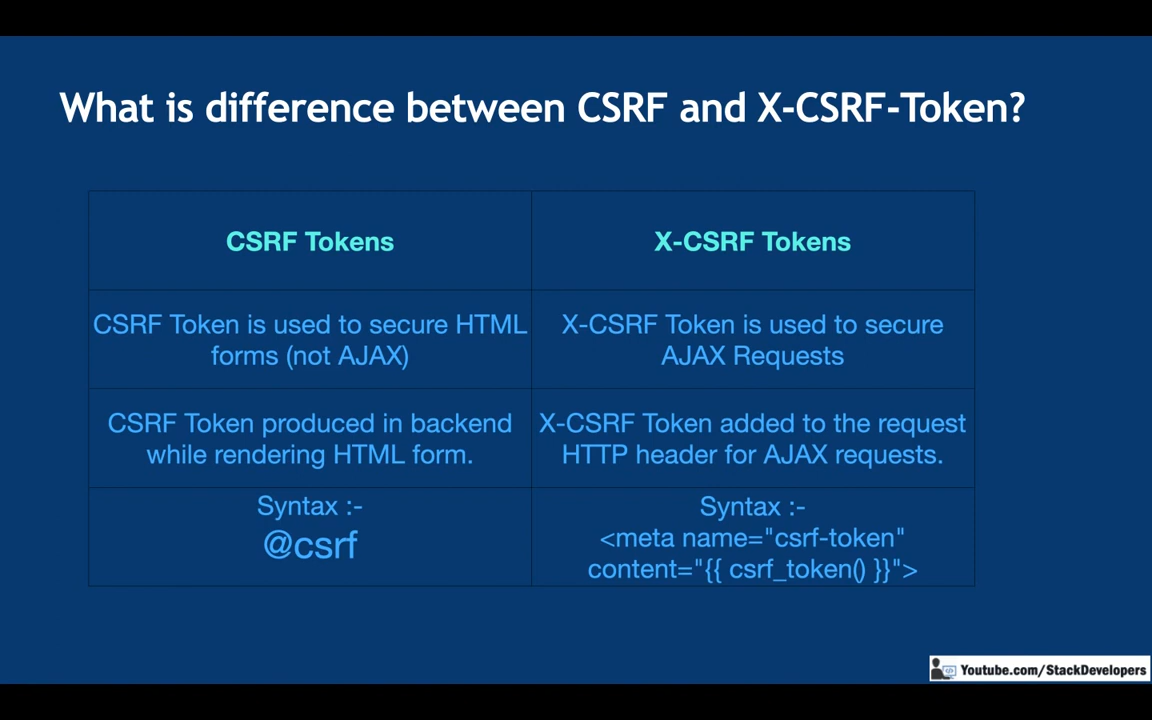 What is difference between CSRF and X-CSRF-Token?
CSRF Tokens
X-CSRF Tokens
CSRF Token is used to secure HTML
forms (not AJAX)
X-CSRF Token is used to secure
AJAX Requests
CSRF Token produced in backend
while rendering HTML form.
X-CSRF Token added to the request
HTTP header for AJAX requests.
Syntax :-
@csrf
Syntax :-
<meta name="csrf-token"
content="{{ csrf_token() }}">
Youtube.com/StackDevelopers